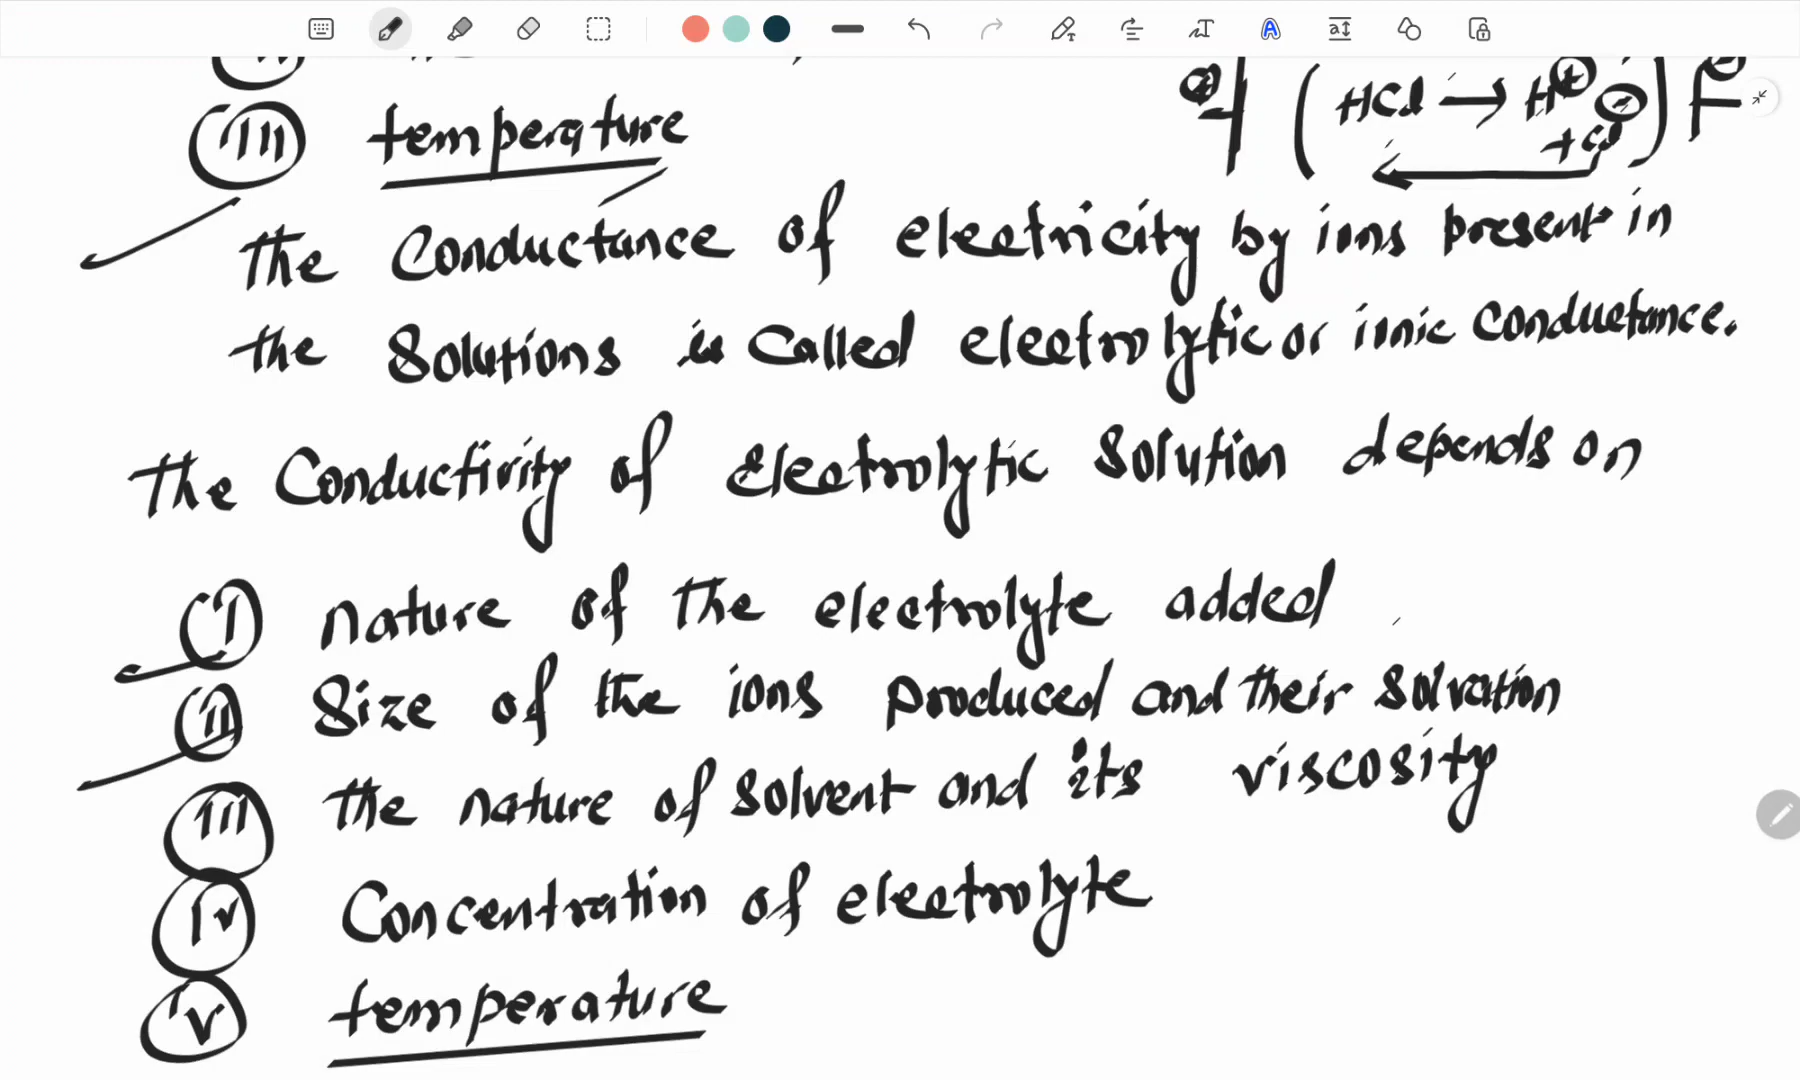 (HCl → H⊕
+Cl⊖)
(iii) temperature
The Conductance of electricity by ions present in
the Solutions is called electrolytic or ionic conductance.
The Conductivity of Electrolytic Solution depends on
(i) nature of the electrolyte added
(ii) Size of the ions produced and their solvation
(iii) the nature of solvent and its viscosity
(iv) Concentration of electrolyte
(v) temperature